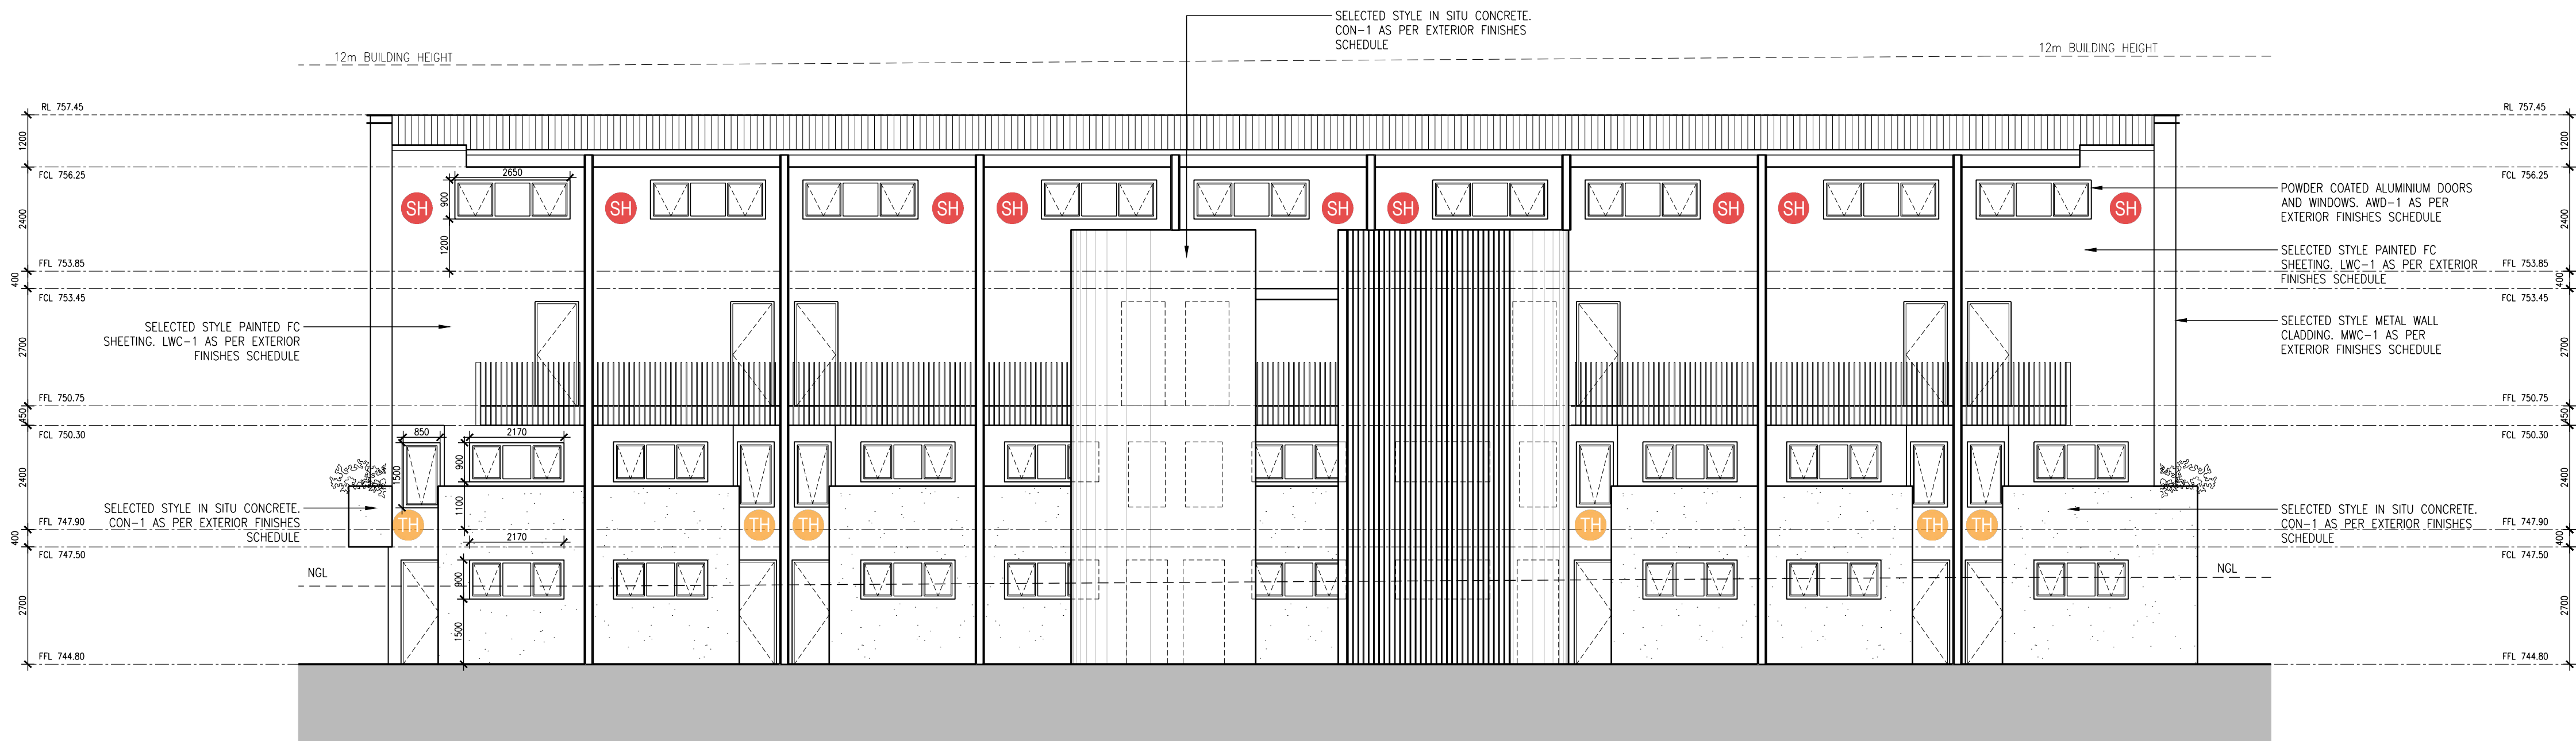 SELECTED STYLE IN SITU CONCRETE.
CON-1 AS PER EXTERIOR FINISHES
SCHEDULE
12m BUILDING HEIGHT
12m BUILDING HEIGHT
RL 757.45
RL 757.45
1200
1200
FCL 756.25
FCL 756.25
2650
900
1200
SH
SH
SH
SH
SH
SH
SH
SH
SH
POWDER COATED ALUMINIUM DOORS
AND WINDOWS. AWD-1 AS PER
EXTERIOR FINISHES SCHEDULE
2400
2400
SELECTED STYLE PAINTED FC
SHEETING. LWC-1 AS PER EXTERIOR
FINISHES SCHEDULE
FFL 753.85
FFL 753.85
400
400
FCL 753.45
FCL 753.45
SELECTED STYLE PAINTED FC
SHEETING. LWC-1 AS PER EXTERIOR
FINISHES SCHEDULE
SELECTED STYLE METAL WALL
CLADDING. MWC-1 AS PER
EXTERIOR FINISHES SCHEDULE
2700
2700
FFL 750.75
FFL 750.75
450
450
FCL 750.30
FCL 750.30
850
2170
1500
900
1100
2400
2400
SELECTED STYLE IN SITU CONCRETE.
CON-1 AS PER EXTERIOR FINISHES
SCHEDULE
TH
TH
TH
TH
TH
TH
SELECTED STYLE IN SITU CONCRETE.
CON-1 AS PER EXTERIOR FINISHES
SCHEDULE
FFL 747.90
FFL 747.90
400
400
2170
FCL 747.50
FCL 747.50
NGL
NGL
900
1500
2700
2700
FFL 744.80
FFL 744.80